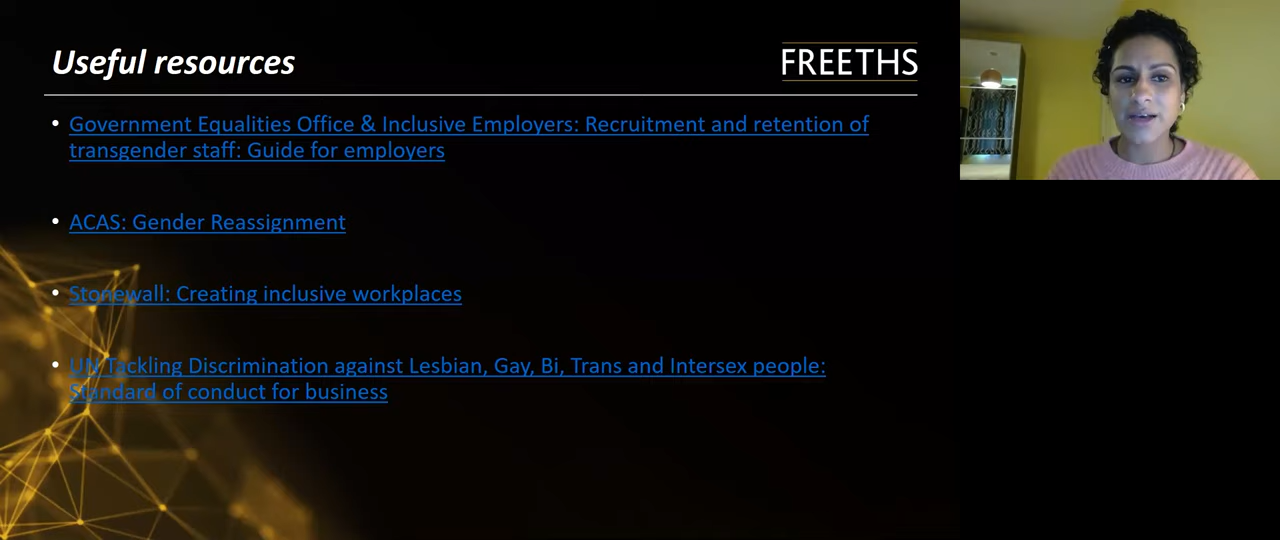 Useful resources
FREETHS
• Government Equalities Office & Inclusive Employers: Recruitment and retention of
transgender staff: Guide for employers
• ACAS: Gender Reassignment
• Stonewall: Creating inclusive workplaces
• UN Tackling Discrimination against Lesbian, Gay, Bi, Trans and Intersex people:
Standard of conduct for business